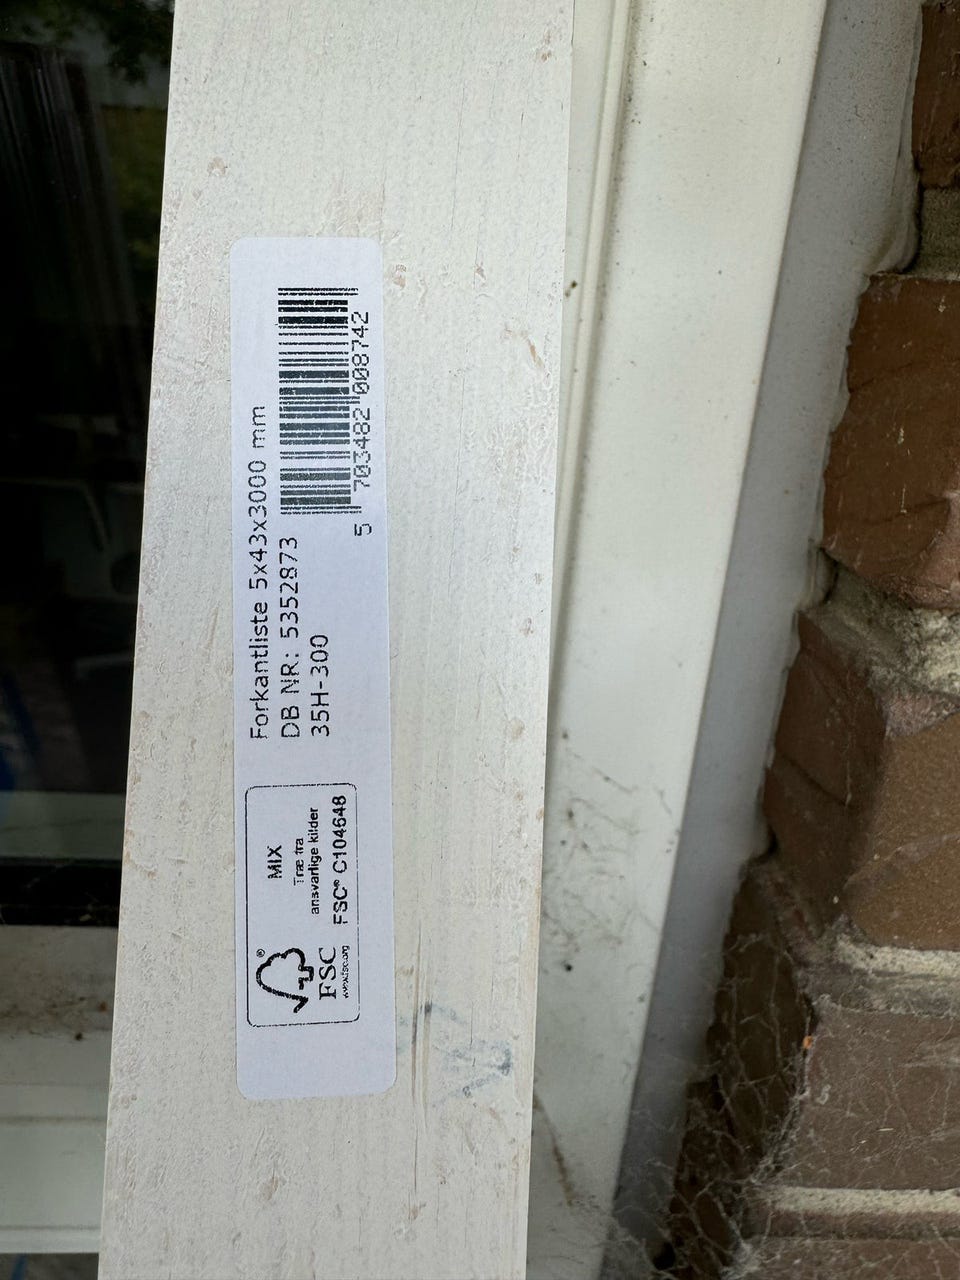 Forkantliste 5x43x3000 mm
DB NR: 5352873
35H-300
5 703482 008742
MIX
Træ fra
ansvarlige kilder
FSC® C104648
®
FSC
www.fsc.org